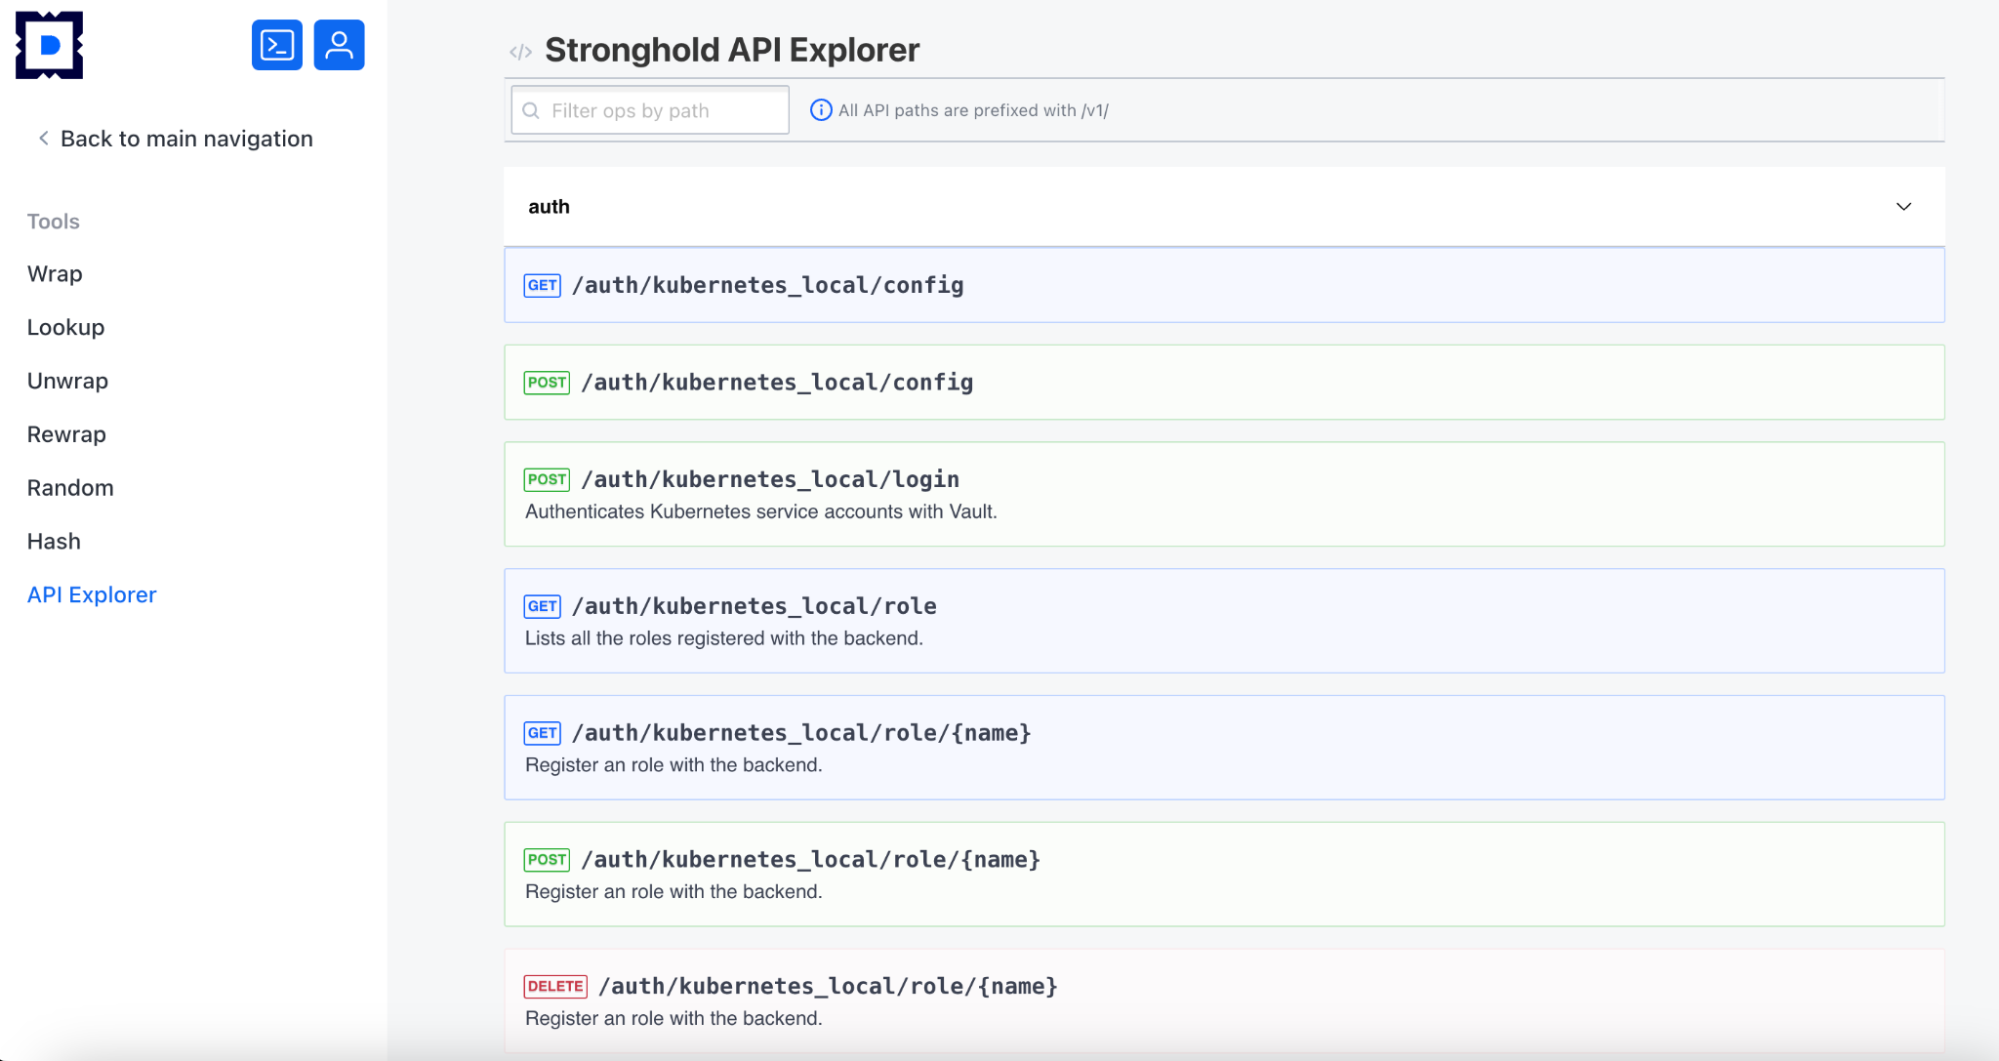 Back to main navigation
Tools
Wrap
Lookup
Unwrap
Rewrap
Random
Hash
API Explorer
</> Stronghold API Explorer
Filter ops by path
All API paths are prefixed with /v1/
auth
GET /auth/kubernetes_local/config
POST /auth/kubernetes_local/config
POST /auth/kubernetes_local/login
Authenticates Kubernetes service accounts with Vault.
GET /auth/kubernetes_local/role
Lists all the roles registered with the backend.
GET /auth/kubernetes_local/role/{name}
Register an role with the backend.
POST /auth/kubernetes_local/role/{name}
Register an role with the backend.
DELETE /auth/kubernetes_local/role/{name}
Register an role with the backend.